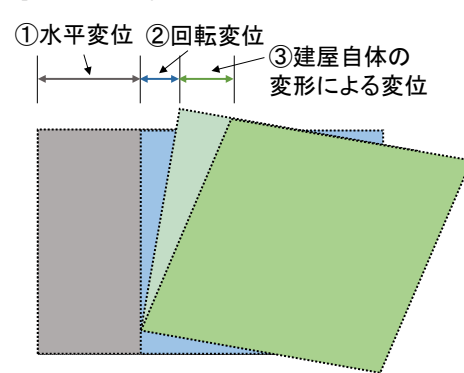 ①水平変位
②回転変位
③建屋自体の
変形による変位